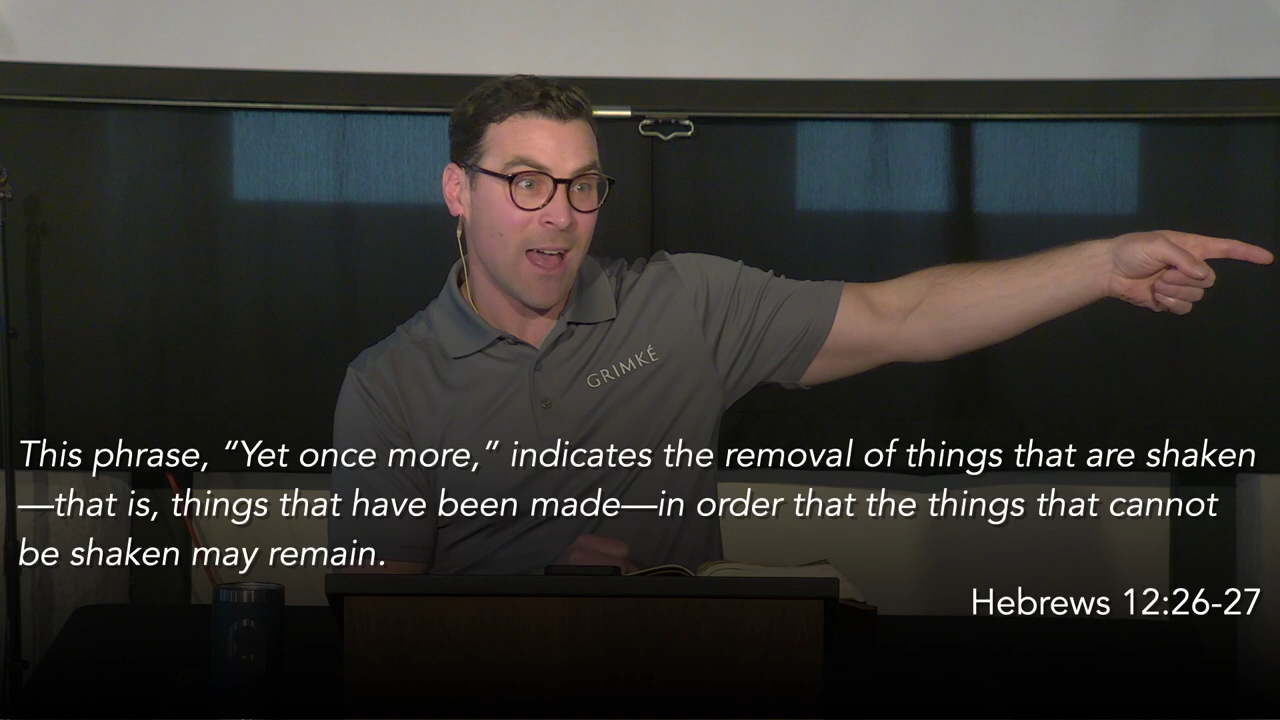 GRIMKÉ
This phrase, “Yet once more,” indicates the removal of things that are shaken
—that is, things that have been made—in order that the things that cannot
be shaken may remain.
Hebrews 12:26-27